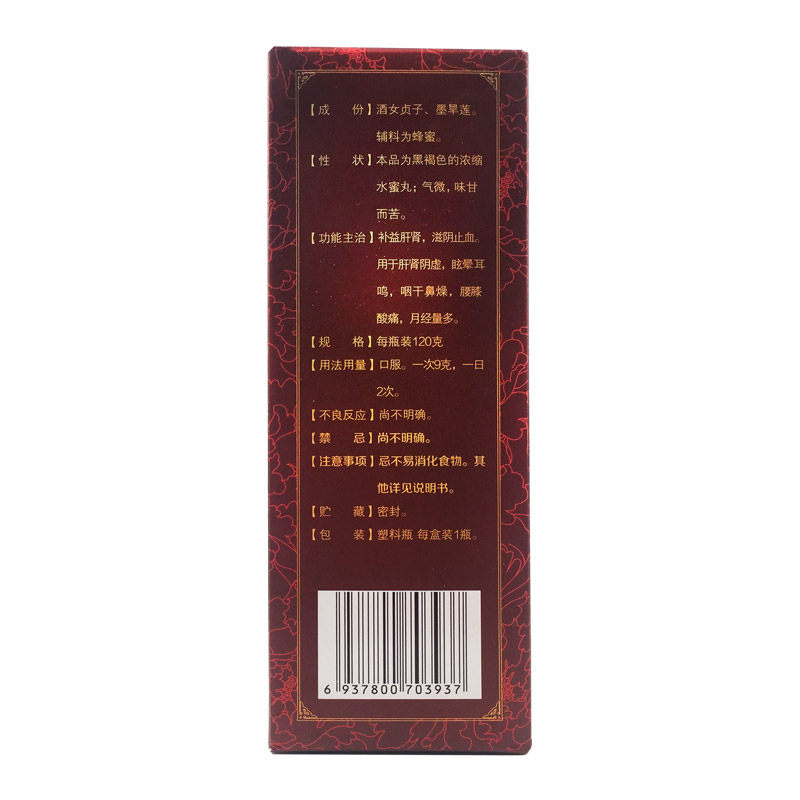 【成 份】酒女贞子、墨旱莲。
辅料为蜂蜜。
【性 状】本品为黑褐色的浓缩
水蜜丸；气微，味甘
而苦。
【功能主治】补益肝肾，滋阴止血。
用于肝肾阴虚，眩晕耳
鸣，咽干鼻燥，腰膝
酸痛，月经量多。
【规 格】每瓶装120克
【用法用量】口服。一次9克，一日
2次。
【不良反应】尚不明确。
【禁 忌】尚不明确。
【注意事项】忌不易消化食物。其
他详见说明书。
【贮 藏】密封。
【包 装】塑料瓶 每盒装1瓶。
6 937800 703937